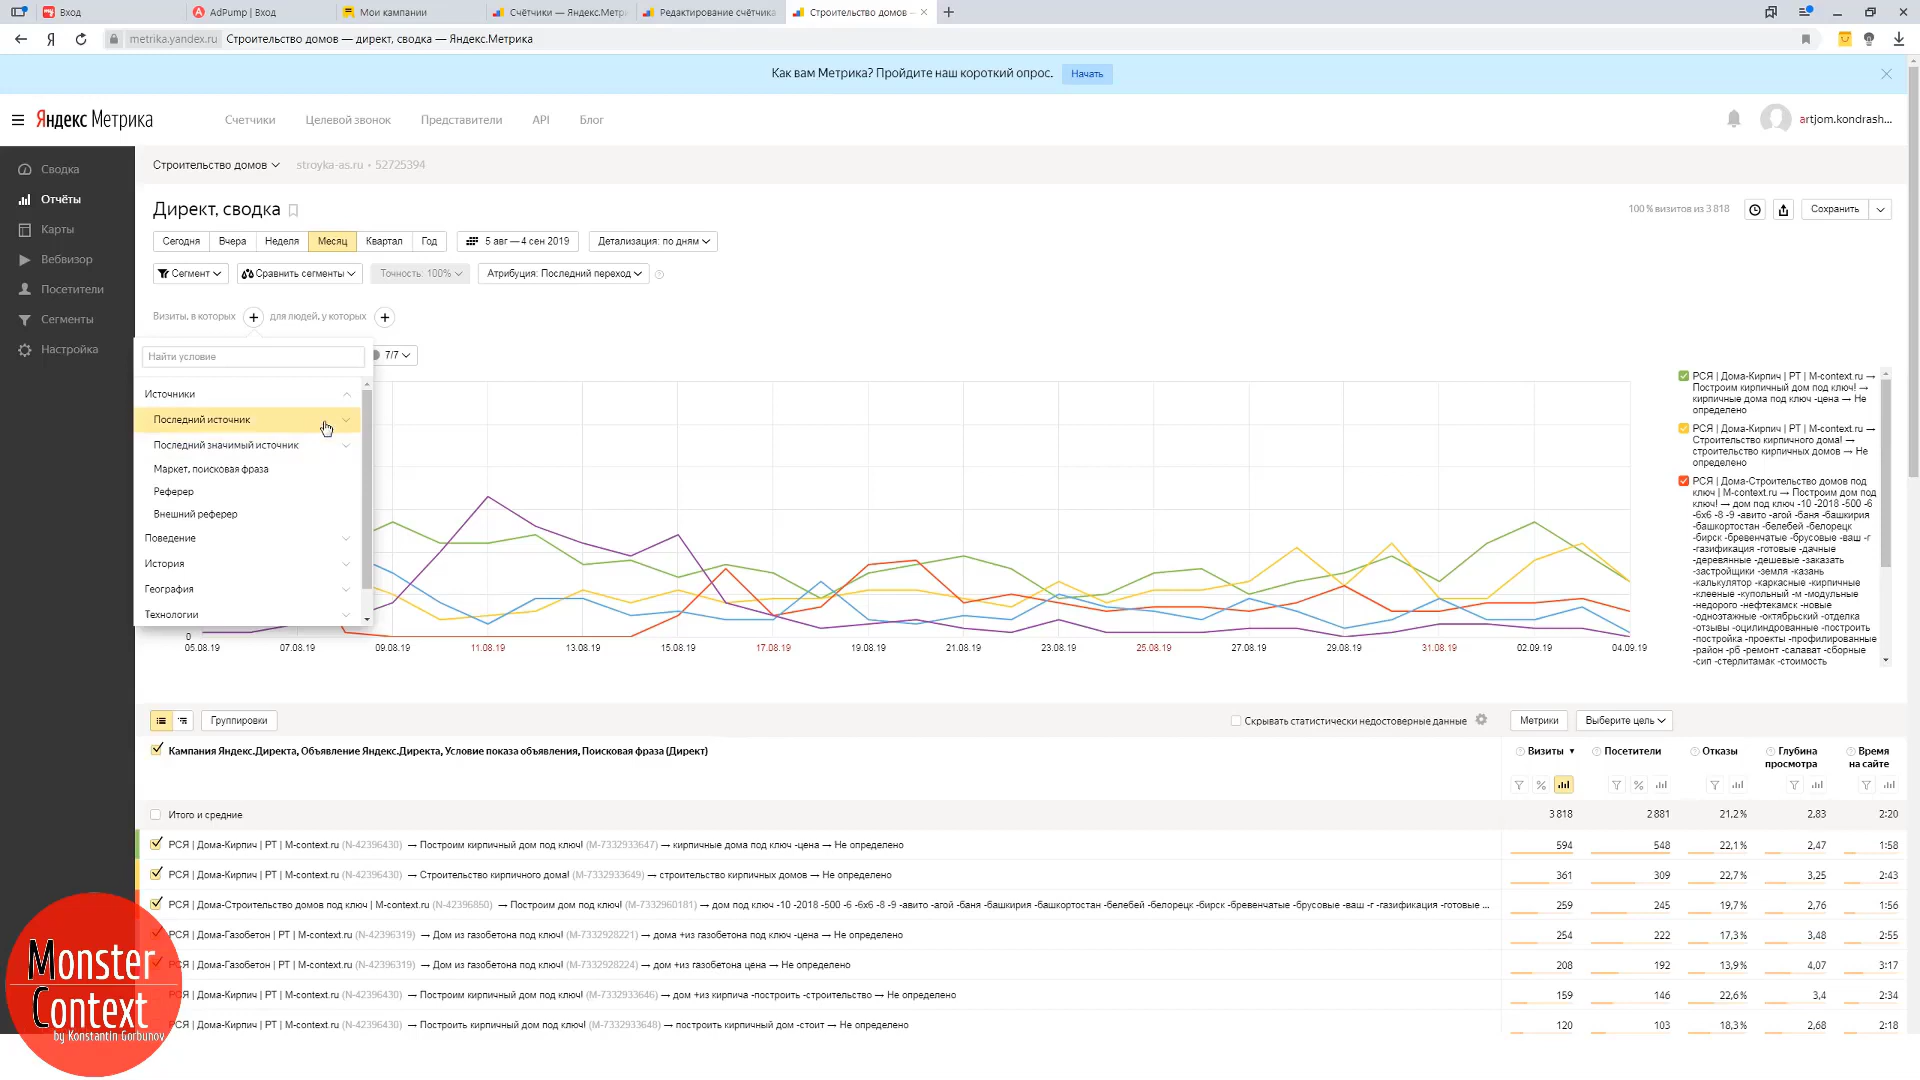 Вход
AdPump | Вход
Мои кампании
Счётчики — Яндекс.Метри
Редактирование счётчика
Строительство домов -
Я
metrika.yandex.ru
Строительство домов — директ, сводка — Яндекс.Метрика
Как вам Метрика? Пройдите наш короткий опрос.
Начать
Яндекс Метрика
Счетчики
Целевой звонок
Представители
API
Блог
artjom.kondrash...
Сводка
Отчёты
Карты
Вебвизор
Посетители
Сегменты
Настройка
Строительство домов
stroyka-as.ru • 52725394
Директ, сводка
100 % визитов из 3 818
Сохранить
Сегодня
Вчера
Неделя
Месяц
Квартал
Год
5 авг — 4 сен 2019
Детализация: по дням
Сегмент
Сравнить сегменты
Точность: 100%
Атрибуция: Последний переход
Визиты, в которых
для людей, у которых
Найти условие
7/7
Источники
Последний источник
Последний значимый источник
Маркет, поисковая фраза
Реферер
Внешний реферер
Поведение
История
География
Технологии
0
05.08.19
07.08.19
09.08.19
11.08.19
13.08.19
15.08.19
17.08.19
19.08.19
21.08.19
23.08.19
25.08.19
27.08.19
29.08.19
31.08.19
02.09.19
04.09.19
РСЯ | Дома-Кирпич | РТ | M-context.ru →
Построим кирпичный дом под ключ! →
кирпичные дома под ключ -цена → Не
определено
РСЯ | Дома-Кирпич | РТ | M-context.ru →
Строительство кирпичного дома! →
строительство кирпичных домов → Не
определено
РСЯ | Дома-Строительство домов под
ключ | M-context.ru → Построим дом под
ключ! → дом под ключ -10 -2018 -500 -6
-6х6 -8 -9 -авито -агой -баня -башкирия
-башкортостан -белебей -белорецк
-бирск -бревенчатые -брусовые -ваш -г
-газификация -готовые -дачные
-деревянные -дешевые -заказать
-застройщики -земля -казань
-калькулятор -каркасные -кирпичные
-клееные -купольный -м -модульные
-недорого -нефтекамск -новые
-одноэтажные -октябрьский -отделка
-отзывы -оцилиндрованные -построить
-постройка -проекты -профилированные
-район -рб -ремонт -салават -сборные
-сип -стерлитамак -стоимость
Группировки
Скрывать статистически недостоверные данные
Метрики
Выберите цель
Кампания Яндекс.Директа, Объявление Яндекс.Директа, Условие показа объявления, Поисковая фраза (Директ)
Визиты
Посетители
Отказы
Глубина
просмотра
Время
на сайте
% %
Итого и средние 3 818 2 881 21,2 % 2,83 2:20
РСЯ | Дома-Кирпич | РТ | M-context.ru (N-42396430) → Построим кирпичный дом под ключ! (M-7332933647) → кирпичные дома под ключ -цена → Не определено 594 548 22,1 % 2,47 1:58
РСЯ | Дома-Кирпич | РТ | M-context.ru (N-42396430) → Строительство кирпичного дома! (M-7332933649) → строительство кирпичных домов → Не определено 361 309 22,7 % 3,25 2:43
РСЯ | Дома-Строительство домов под ключ | M-context.ru (N-42396850) → Построим дом под ключ! (M-7332960181) → дом под ключ -10 -2018 -500 -6 -6х6 -8 -9 -авито -агой -баня -башкирия -башкортостан -белебей -белорецк -бирск -бревенчатые -брусовые -ваш -г -газификация -готовые ... 259 245 19,7 % 2,76 1:56
РСЯ | Дома-Газобетон | РТ | M-context.ru (N-42396319) → Дом из газобетона под ключ! (M-7332928221) → дома +из газобетона под ключ -цена → Не определено 254 222 17,3 % 3,48 2:55
РСЯ | Дома-Газобетон | РТ | M-context.ru (N-42396319) → Дом из газобетона под ключ! (M-7332928224) → дом +из газобетона цена → Не определено 208 192 13,9 % 4,07 3:17
РСЯ | Дома-Кирпич | РТ | M-context.ru (N-42396430) → Построим кирпичный дом под ключ! (M-7332933646) → дом +из кирпича -построить -строительство → Не определено 159 146 22,6 % 3,4 2:34
РСЯ | Дома-Кирпич | РТ | M-context.ru (N-42396430) → Построить кирпичный дом под ключ! (M-7332933648) → построить кирпичный дом -стоит → Не определено 120 103 18,3 % 2,68 2:18
Monster
Context
by Konstantin Gorbunov